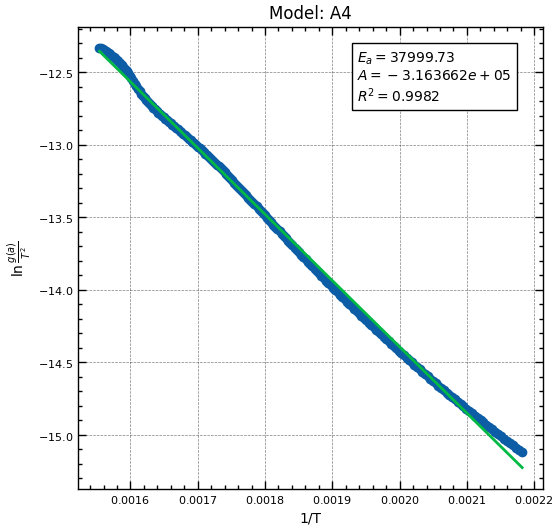 Model: A4
E_a = 37999.73
A = − 3.163662e + 05
R^2 = 0.9982
−12.5
−13.0
−13.5
−14.0
−14.5
−15.0
ln g(a)/T^2
0.0016 0.0017 0.0018 0.0019 0.0020 0.0021 0.0022
1/T